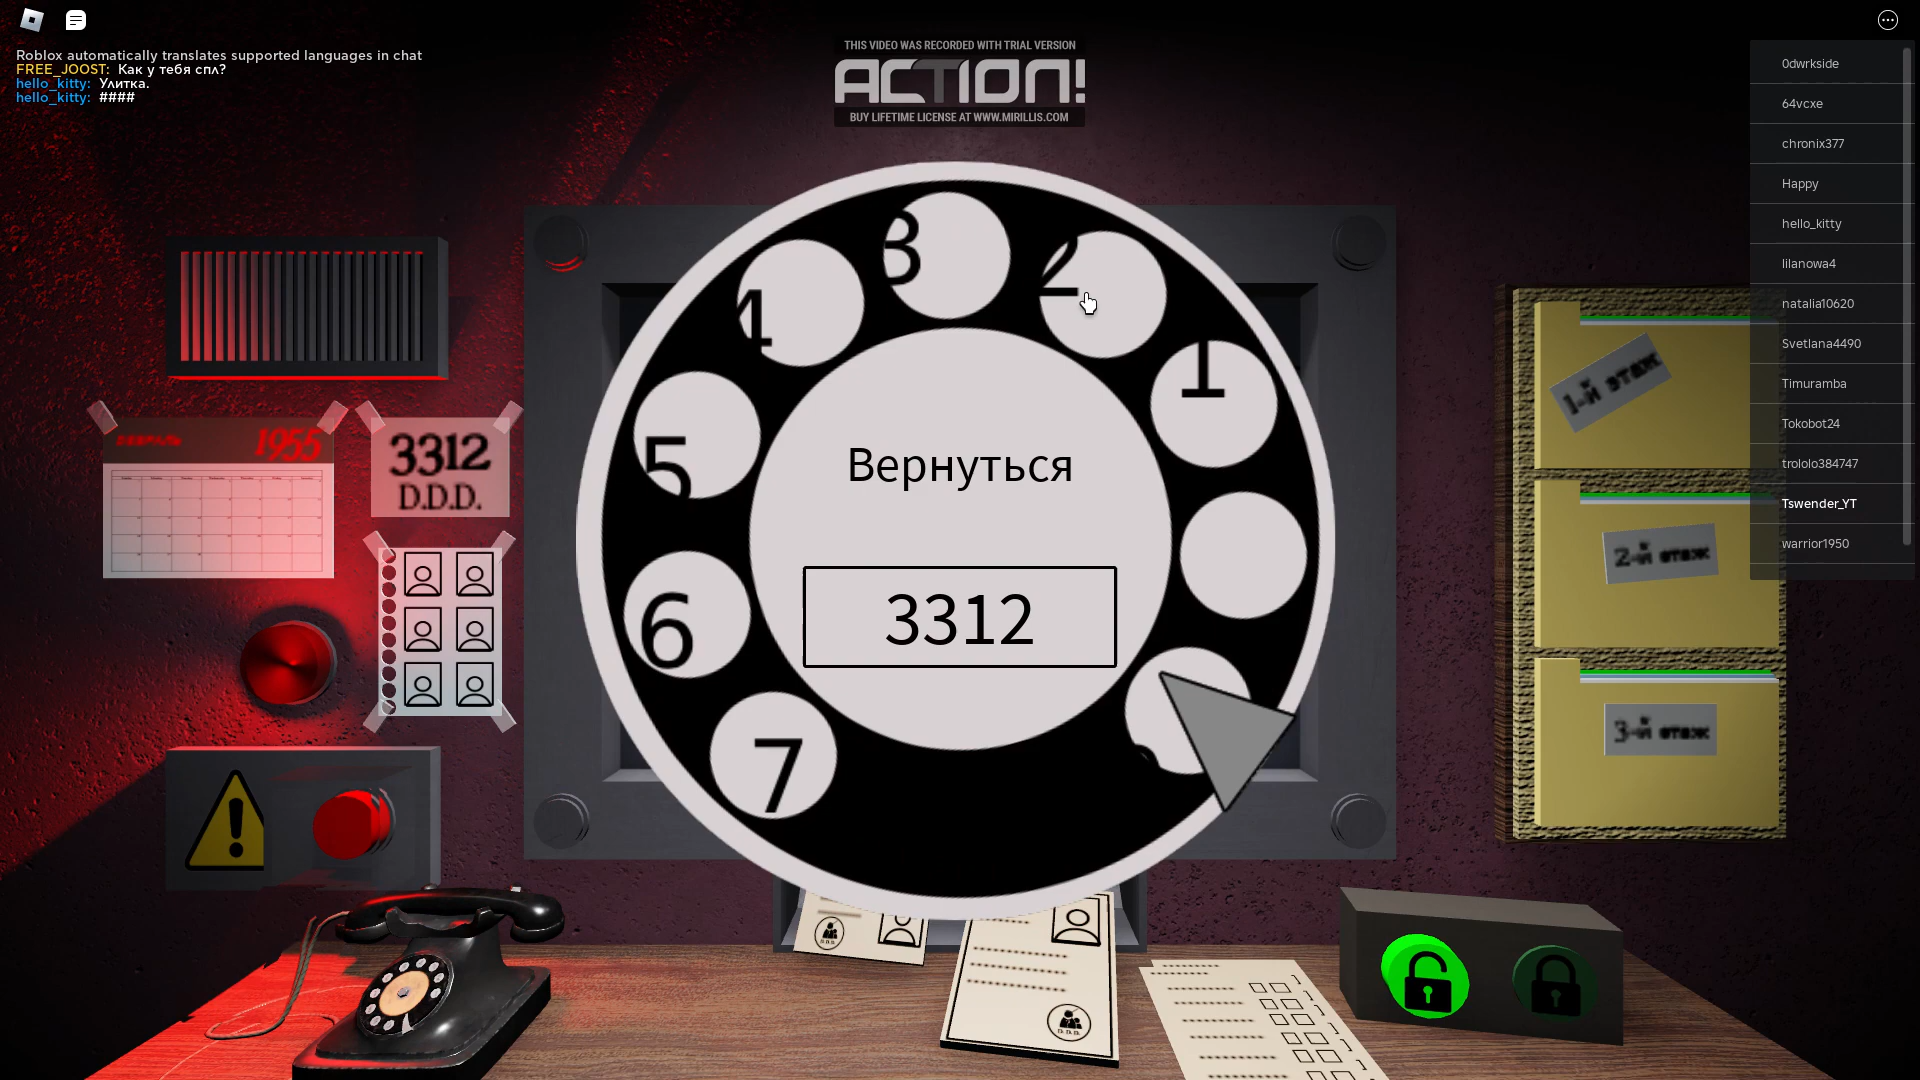 Roblox automatically translates supported languages in chat
FREE_JOOST: Как у тебя спл?
hello_kitty: Улитка.
hello_kitty: ####
THIS VIDEO WAS RECORDED WITH TRIAL VERSION
ACTION!
BUY LIFETIME LICENSE AT WWW.MIRILLIS.COM
0dwrkside
64vcxe
chronix377
Happy
hello_kitty
lilanowa4
natalia10620
Svetlana4490
Timuramba
Tokobot24
trololo384747
Tswender_YT
warrior1950
3
2
4
1
5
6
7
Вернуться
3312
ФЕВРАЛЬ 1955
3312
D.D.D.
1-й этаж
2-й этаж
3-й этаж
D.D.D.
D.D.D.